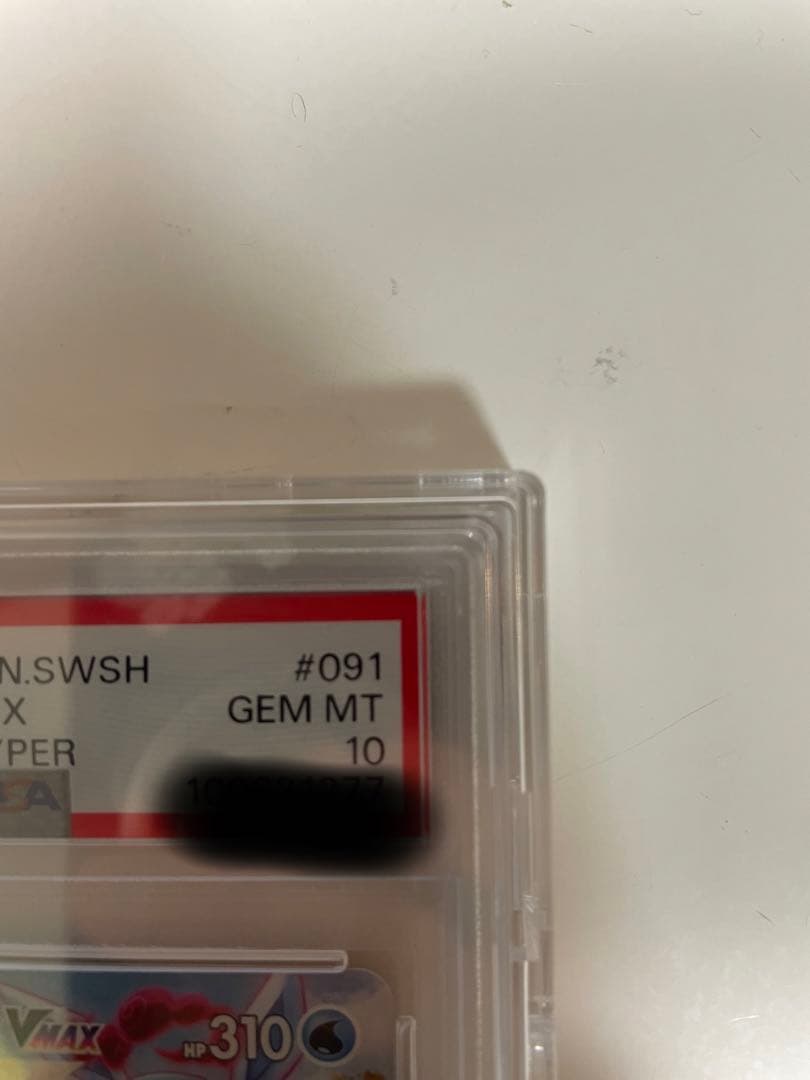 N.SWSH #091
X GEM MT
YPER 10
VMAX HP310